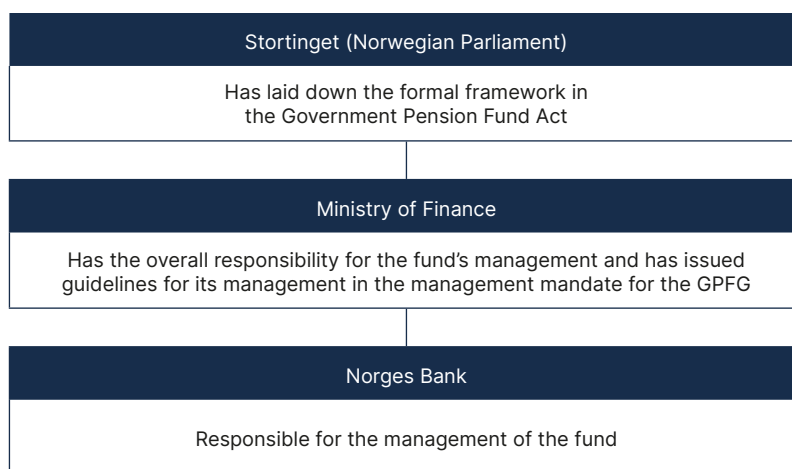 Stortinget (Norwegian Parliament)
Has laid down the formal framework in
the Government Pension Fund Act
Ministry of Finance
Has the overall responsibility for the fund’s management and has issued
guidelines for its management in the management mandate for the GPFG
Norges Bank
Responsible for the management of the fund